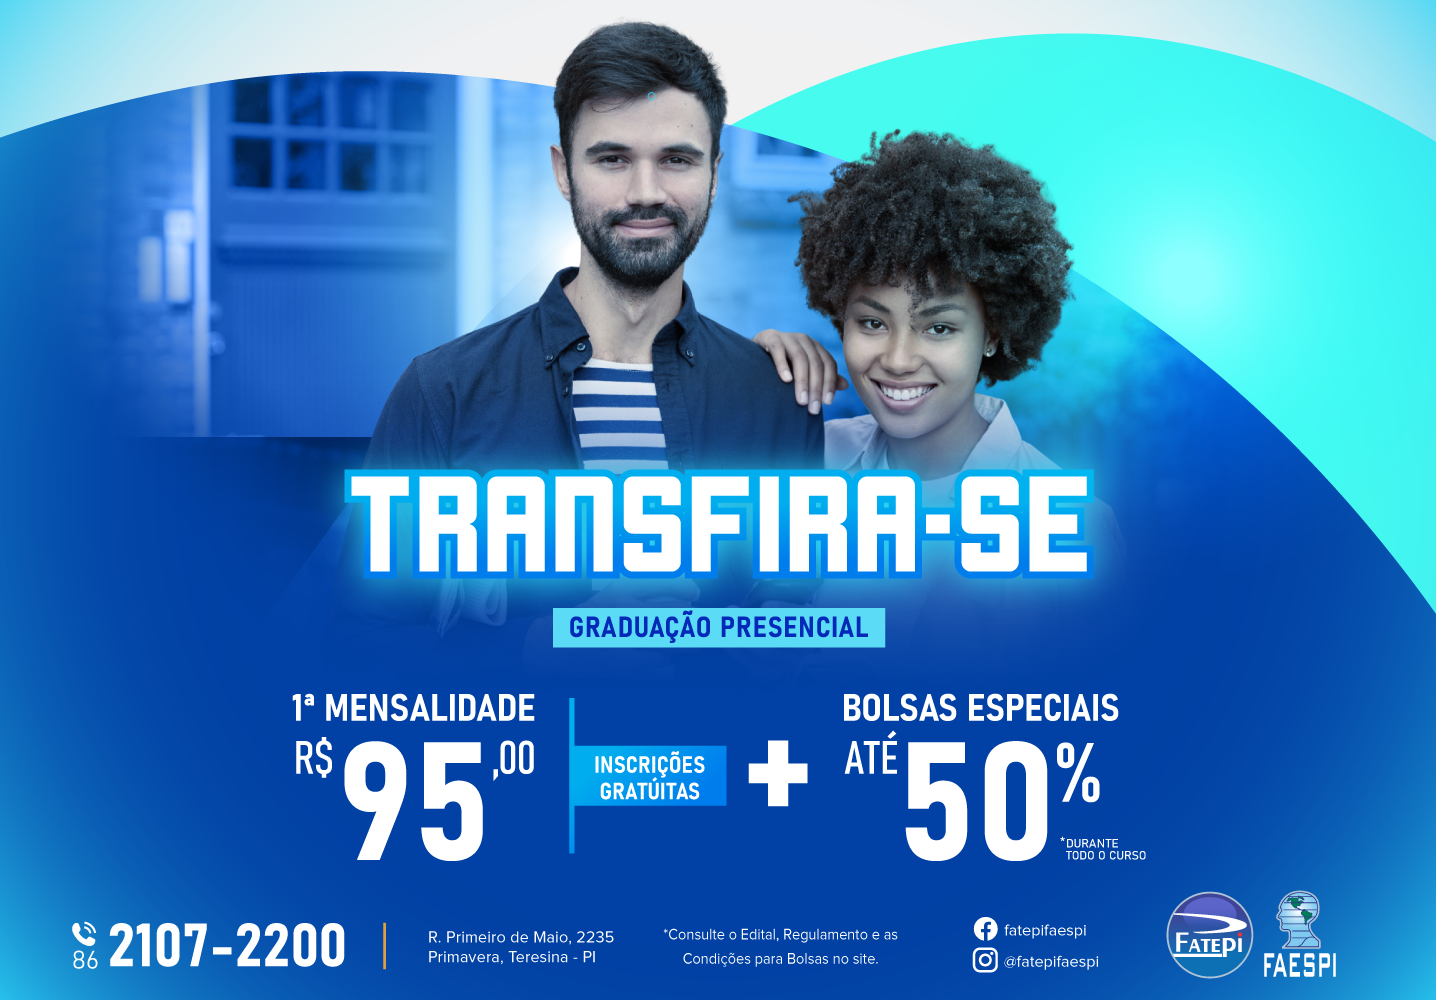 TRANSFIRA-SE
GRADUAÇÃO PRESENCIAL
1ª MENSALIDADE
R$ 95,00
INSCRIÇÕES
GRATÚITAS
+
BOLSAS ESPECIAIS
ATÉ 50%
*DURANTE
TODO O CURSO
86 2107-2200
R. Primeiro de Maio, 2235
Primavera, Teresina - PI
*Consulte o Edital, Regulamento e as
Condições para Bolsas no site.
fatepifaespi
@fatepifaespi
FATEPI
FAESPI